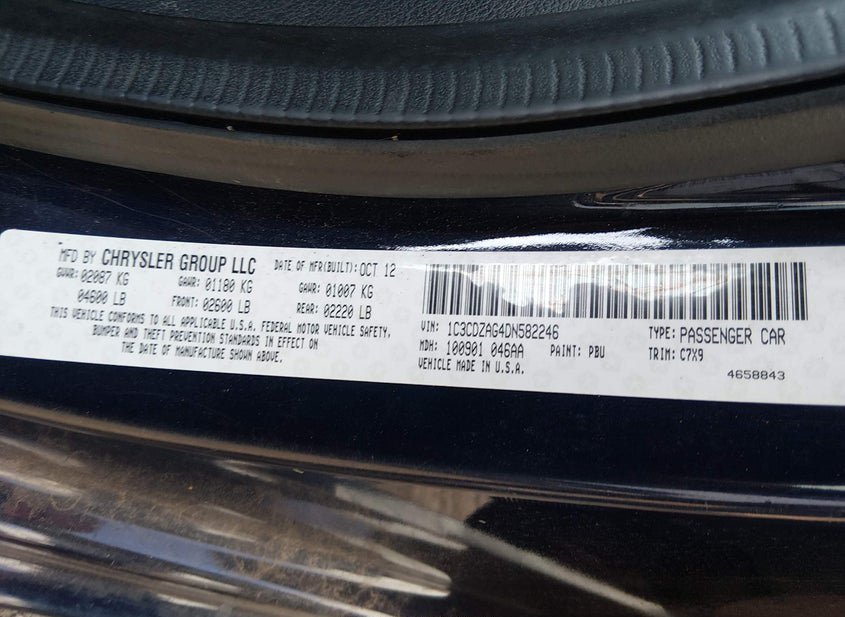 MFD BY CHRYSLER GROUP LLC DATE OF MFR(BUILT): OCT 12
GVWR: 02087 KG GAWR: 01180 KG GAWR: 01007 KG
04600 LB FRONT: 02600 LB REAR: 02220 LB
THIS VEHICLE CONFORMS TO ALL APPLICABLE U.S.A. FEDERAL MOTOR VEHICLE SAFETY,
BUMPER AND THEFT PREVENTION STANDARDS IN EFFECT ON
THE DATE OF MANUFACTURE SHOWN ABOVE.
VIN: 1C3CDZAG4DN582246 TYPE: PASSENGER CAR
MDH: 100901 046AA PAINT: PBU TRIM: C7X9
VEHICLE MADE IN U.S.A. 4658843